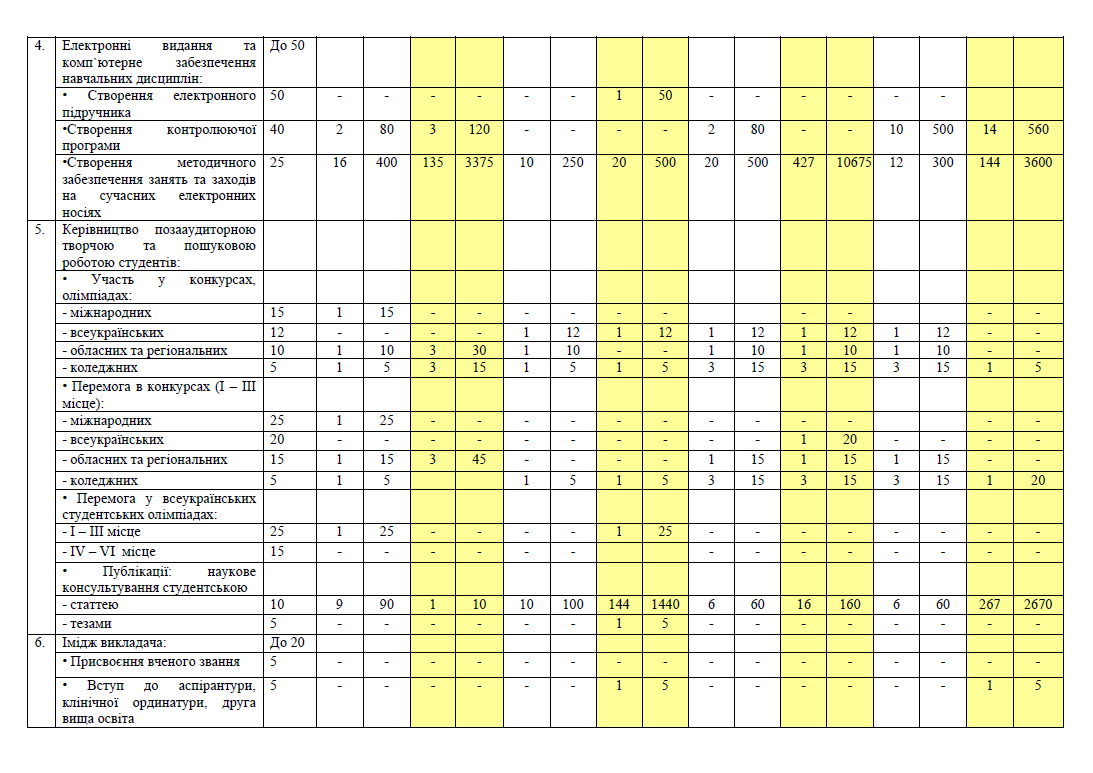 4. Електронні видання та До 50
комп`ютерне забезпечення
навчальних дисциплін:
• Створення електронного 50 - - - - - - 1 50 - - - - - -
підручника
•Створення контролюючої 40 2 80 3 120 - - - - 2 80 - - 10 500 14 560
програми
•Створення методичного 25 16 400 135 3375 10 250 20 500 20 500 427 10675 12 300 144 3600
забезпечення занять та заходів
на сучасних електронних
носіях
5. Керівництво позааудиторною
творчою та пошуковою
роботою студентів:
• Участь у конкурсах,
олімпіадах:
- міжнародних 15 1 15 - - - - - - - - - -
- всеукраїнських 12 - - - - 1 12 1 12 1 12 1 12 1 12 - -
- обласних та регіональних 10 1 10 3 30 1 10 - - 1 10 1 10 1 10 - -
- коледжних 5 1 5 3 15 1 5 1 5 3 15 3 15 3 15 1 5
• Перемога в конкурсах (І – ІІІ
місце):
- міжнародних 25 1 25 - - - - - - - - - -
- всеукраїнських 20 - - - - - - - - - - 1 20 - - - -
- обласних та регіональних 15 1 15 3 45 - - - - 1 15 1 15 1 15 - -
- коледжних 5 1 5 1 5 1 5 3 15 3 15 3 15 1 20
• Перемога у всеукраїнських
студентських олімпіадах:
- І – ІІІ місце 25 1 25 - - - - 1 25 - - - - - - - -
- IV – VI місце 15 - - - - - - - - - - - - - -
• Публікації: наукове
консультування студентською
- статтею 10 9 90 1 10 10 100 144 1440 6 60 16 160 6 60 267 2670
- тезами 5 - - - - - - 1 5 - - - - - - - -
6. Імідж викладача: До 20
• Присвоєння вченого звання 5 - - - - - - - - - - - - - - - -
• Вступ до аспірантури, 5 - - - - - - 1 5 - - - - - - 1 5
клінічної ординатури, друга
вища освіта